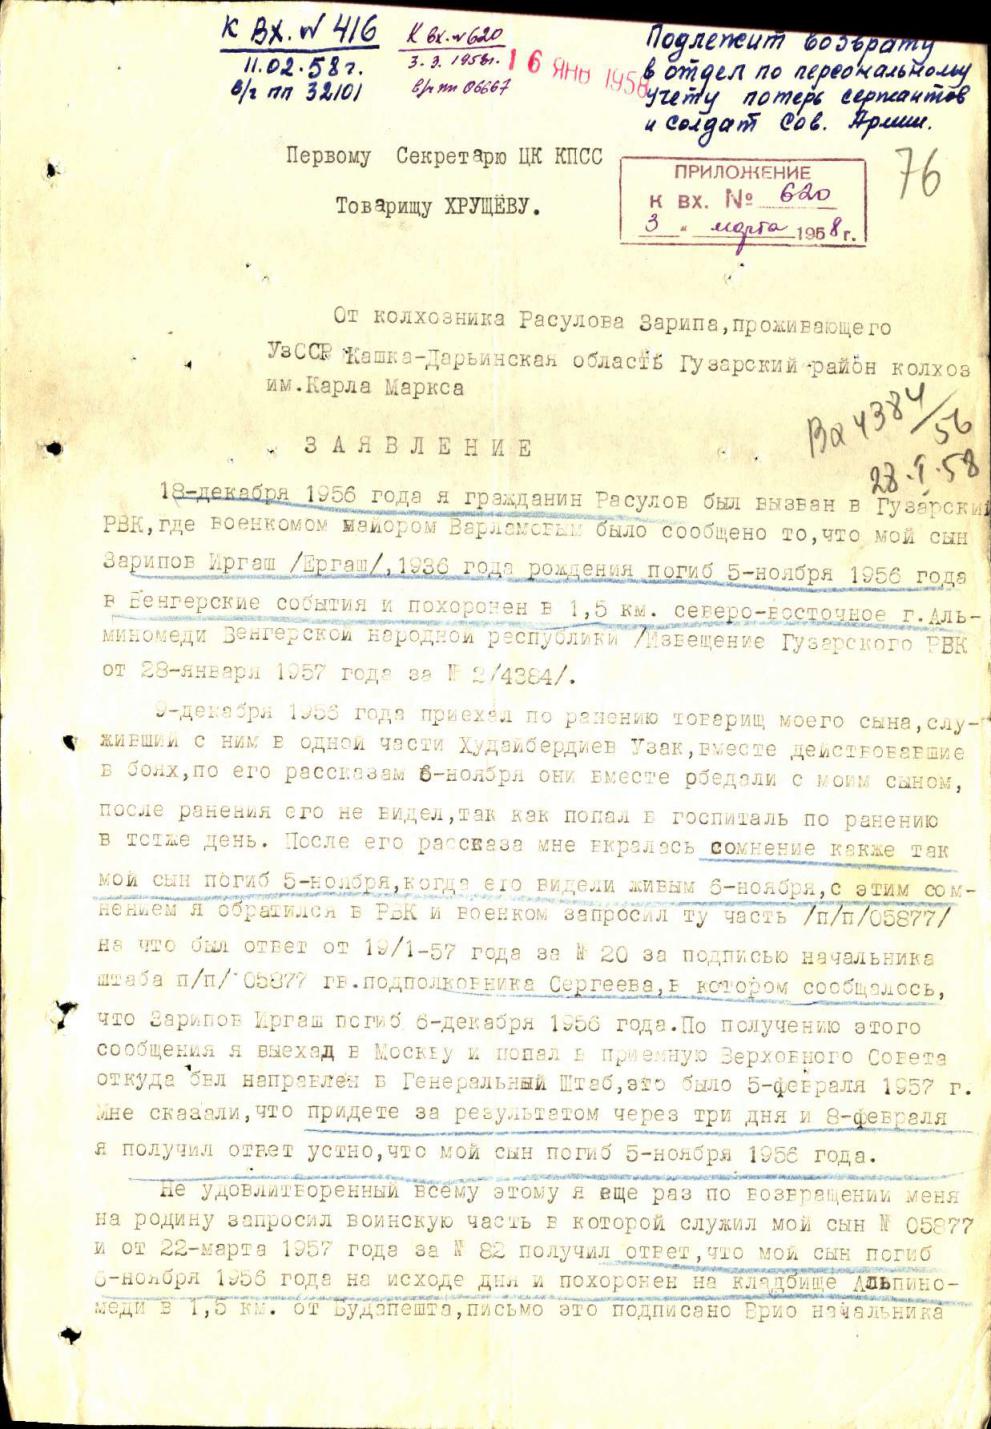 К ВХ. № 416
11.02.58 г.
в/ч пп 32101
К вх. № 620
3.3.1958г.
в/ч пп 06667
16 ЯНВ 1958
Подлежит возврату
в отдел по персональному
учету потерь сержантов
и солдат Сов. Армии.
76
Первому Секретарю ЦК КПСС
Товарищу ХРУЩЁВУ.
ПРИЛОЖЕНИЕ
К ВХ. № 620
3 " марта 1958 г.
От колхозника Расулова Зарипа,проживающего
УзССР Кашка-Дарьинская область Гузарский район колхоз
им.Карла Маркса
Вх 4384/56
28.I.58
З А Я В Л Е Н И Е
18-декабря 1956 года я гражданин Расулов был вызван в Гузарский
РВК,где военкомом майором Варламовым было сообщено то,что мой сын
Зарипов Иргаш /Ергаш/,1936 года рождения погиб 5-ноября 1956 года
в Венгерские события и похоронен в 1,5 км. северо-восточное г.Аль-
миномеди Венгерской народной республики /Извещение Гузарского РВК
от 28-января 1957 года за № 2/4384/.
9-декабря 1956 года приехал по ранению товарищ моего сына,слу-
живший с ним в одной части Худайбердиев Узак,вместе действовавшие
в боях,по его рассказам 6-ноября они вместе рбедали с моим сыном,
после ранения его не видел,так как попал в госпиталь по ранению
в тотже день. После его рассказа мне вкралось сомнение какже так
мой сын погиб 5-ноября,когда его видели живым 6-ноября,с этим сом-
нением я обратился в РВК и военком запросил ту часть /п/п/05877/
на что был ответ от 19/1-57 года за № 20 за подписью начальника
штаба п/п/ 05877 гв.подполковника Сергеева,в котором сообщалось,
что Зарипов Иргаш погиб 6-декабря 1956 года.По получению этого
сообщения я выехад в Москву и попал в приемную Верховного Совета
откуда бвл направлен в Генеральный Штаб,это было 5-февраля 1957 г.
Мне сказали,что придете за результатом через три дня и 8-февраля
я получил ответ устно,что мой сын погиб 5-ноября 1956 года.
Не удовлитворенный всему этому я еще раз по возвращении меня
на родину запросил воинскую часть в которой служил мой сын № 05877
и от 22-марта 1957 года за № 82 получил ответ,что мой сын погиб
6-ноября 1956 года на исходе дня и похоронен на кладбище Альпино-
меди в 1,5 км. от Будапешта,письмо это подписано Врио начальника